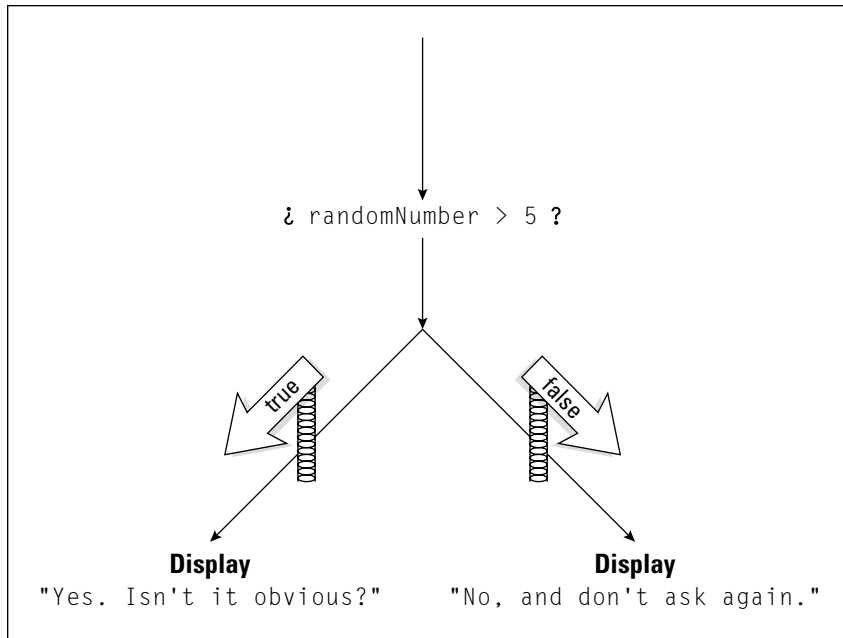 ¿ randomNumber > 5 ?
true
false
Display
"Yes. Isn't it obvious?"
Display
"No, and don't ask again."